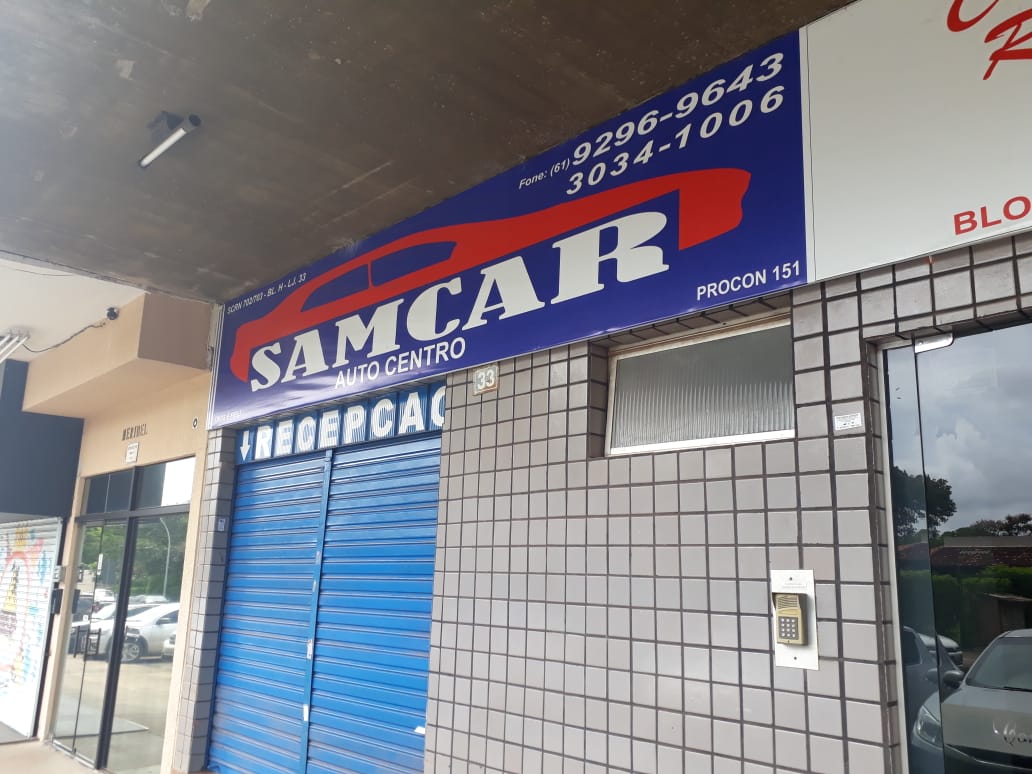 Fone: (61) 9296-9643
3034-1006
SCRN 702/703 - BL. H - LJ. 33
SAMCAR
AUTO CENTRO
PROCON 151
RECEPCAO
33
MERIDEL
BLO